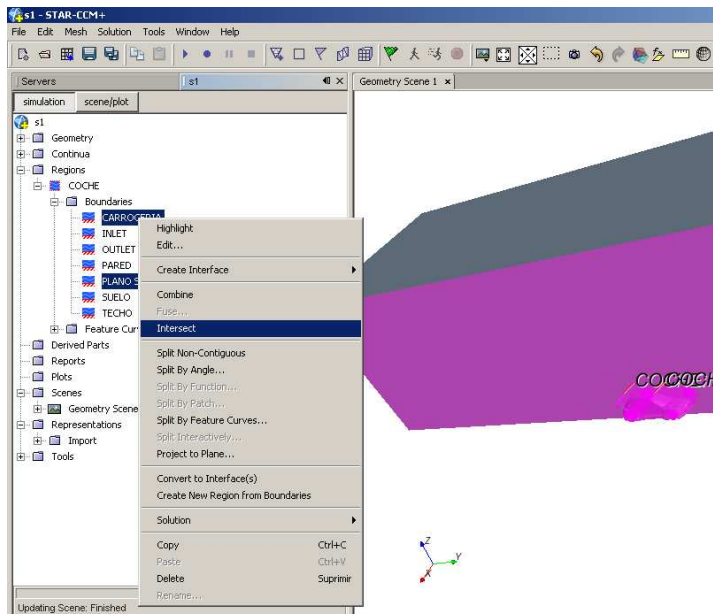 s1 - STAR-CCM+
File Edit Mesh Solution Tools Window Help
Servers s1 Geometry Scene 1
simulation scene/plot
s1
Geometry
Continua
Regions
COCHE
Boundaries
CARROCERIA
INLET
OUTLET
PARED
PLANO S
SUELO
TECHO
Feature Cur
Derived Parts
Reports
Plots
Scenes
Geometry Scene
Representations
Import
Tools
Highlight
Edit...
Create Interface
Combine
Fuse...
Intersect
Split Non-Contiguous
Split By Angle...
Split By Function...
Split By Patch...
Split By Feature Curves...
Split Interactively...
Project to Plane...
Convert to Interface(s)
Create New Region from Boundaries
Solution
Copy Ctrl+C
Paste Ctrl+V
Delete Suprimir
Rename...
Z
Y
X
Updating Scene: Finished